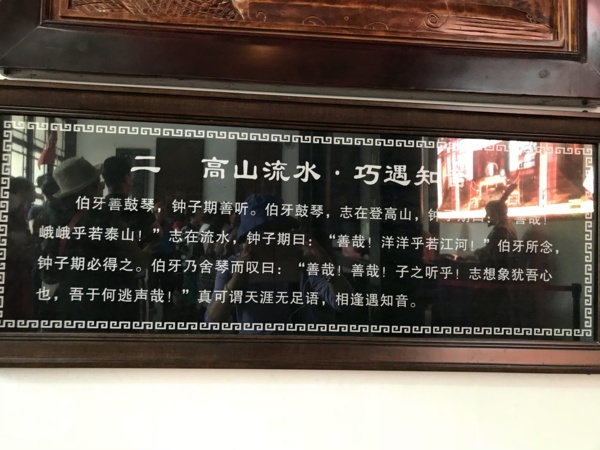 二 高山流水·巧遇知音
伯牙善鼓琴，钟子期善听。伯牙鼓琴，志在登高山，钟子期曰：“善哉！
峨峨乎若泰山！”志在流水，钟子期曰：“善哉！洋洋乎若江河！”伯牙所念，
钟子期必得之。伯牙乃舍琴而叹曰：“善哉！善哉！子之听乎！志想象犹吾心
也，吾于何逃声哉！”真可谓天涯无足语，相逢遇知音。